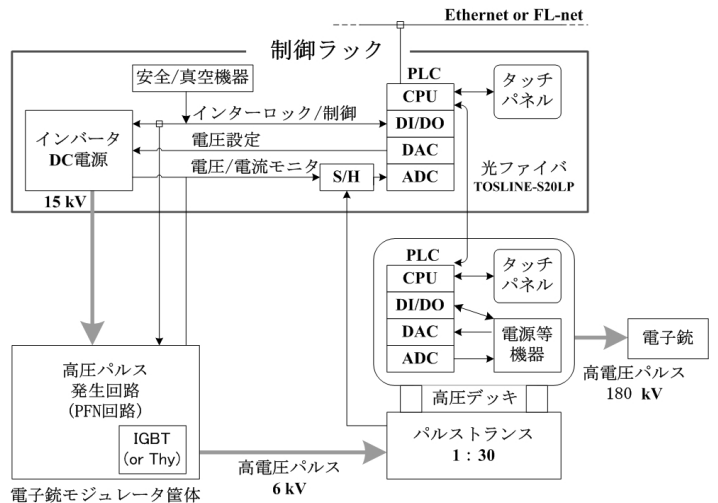 Ethernet or FL-net
制御ラック
安全/真空機器
PLC
CPU
タッチ
パネル
インターロック/制御
DI/DO
インバータ
DC電源
電圧設定
DAC
電圧/電流モニタ
S/H
ADC
光ファイバ
TOSLINE-S20LP
15 kV
PLC
CPU
タッチ
パネル
DI/DO
DAC
電源等
機器
ADC
電子銃
高電圧パルス
180 kV
高圧パルス
発生回路
(PFN回路)
IGBT
(or Thy)
高圧デッキ
パルストランス
1：30
高電圧パルス
6 kV
電子銃モジュレータ筐体